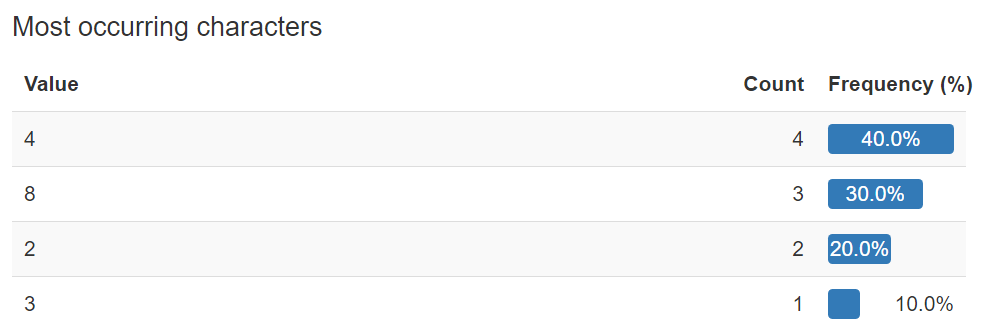 Most occurring characters
Value Count Frequency (%)
4 4 40.0%
8 3 30.0%
2 2 20.0%
3 1 10.0%